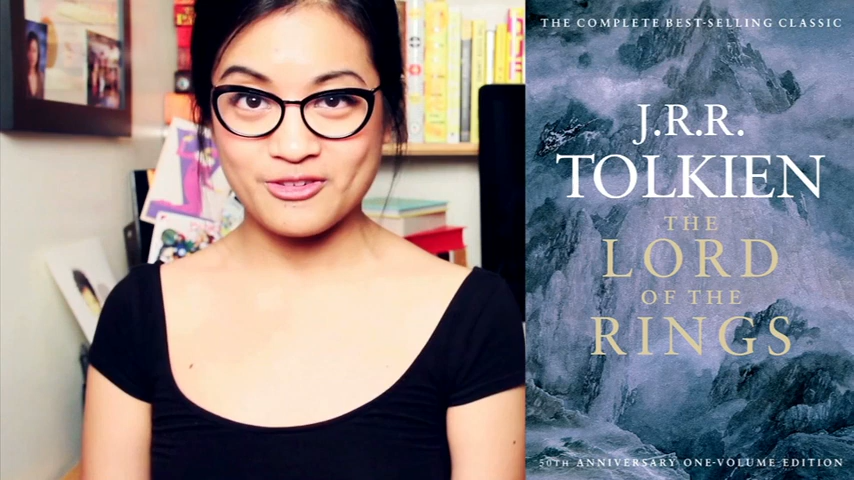 THE COMPLETE BEST-SELLING CLASSIC
J.R.R.
TOLKIEN
THE
LORD
OF THE
RINGS
50TH ANNIVERSARY ONE-VOLUME EDITION